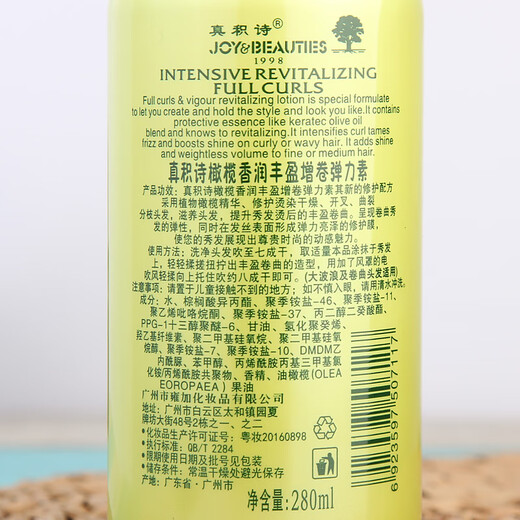 真积诗®
JOY&BEAUTIES
1998
INTENSIVE REVITALIZING
FULL CURLS
Full curls & vigour revitalizing lotion is special formulate
to let you create and hold the style and look you like.It contains
protective essence like keratec olive oil
blend and knows to revitalizing.It intensifies curl tames
frizz and boosts shine on curly or wavy hair. It adds shine
and weightless volume to fine or medium hair.
真积诗橄榄香润丰盈增卷弹力素
产品功效：真积诗橄榄香润丰盈增卷弹力素其新的修护配方
采用植物橄榄精华、修护烫染干燥、开叉、曲裂
分枝头发，滋养头发，提升秀发烫后的丰盈卷曲。呈现卷曲秀
发的弹性，同时在发丝表面形成弹力亮泽的修护膜，
使您的秀发展现出尊贵时尚的动感魅力。
使用方法：洗净头发吹至七成干，取适量本品涂抹于秀发
上，轻轻揉搓扭拧出丰盈卷曲的造型，用加了风罩的电
吹风轻揉向上托住吹约八成干即可。(大波浪及卷曲头发适用)
注意事项：请置于儿童接触不到的地方；如不慎入眼，请用清水冲洗。
成分：水、棕榈酸异丙酯、聚季铵盐-46、聚季铵盐-11、
聚乙烯吡咯烷酮、聚季铵盐-37、丙二醇二癸酸酯、
PPG-1十三醇聚醚-6、甘油、氢化聚癸烯、
羟乙基纤维素、聚二甲基硅氧烷、聚二甲基硅氧
烷醇、聚季铵盐-7、聚季铵盐-10、DMDM乙
内酰脲、苯甲醇、丙烯酰胺丙基三甲基氯
化铵/丙烯酰胺共聚物、香精、油橄榄(OLEA
EOROPAEA)果油
广州市雍加化妆品有限公司
地址：广州市白云区太和镇园夏
牌坊大街48号2栋之一、之二
•化妆品生产许可证号：粤妆20160898
•执行标准：QB/T 2284
•限期使用日期及批号见包装
•储存条件：常温干燥处避光保存
产地：广东省·广州市
净含量：280ml
6923597507117